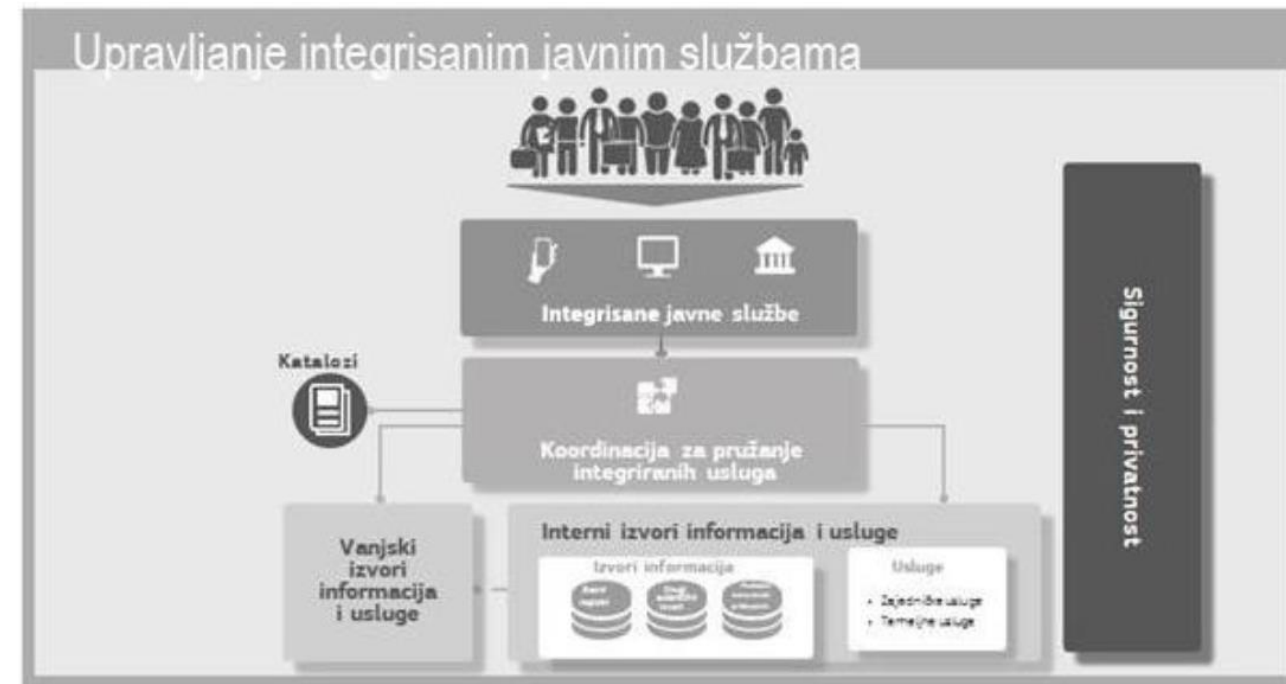 Upravljanje integrisanim javnim službama
Integrisane javne službe
Katalozi
Koordinacija za pružanje
integriranih usluga
Sigurnost i privatnost
Vanjski
izvori
informacija
i usluge
Interni izvori informacija i usluge
Izvori informacija
Usluge
• Zajedničke usluge
• Temeljne usluge